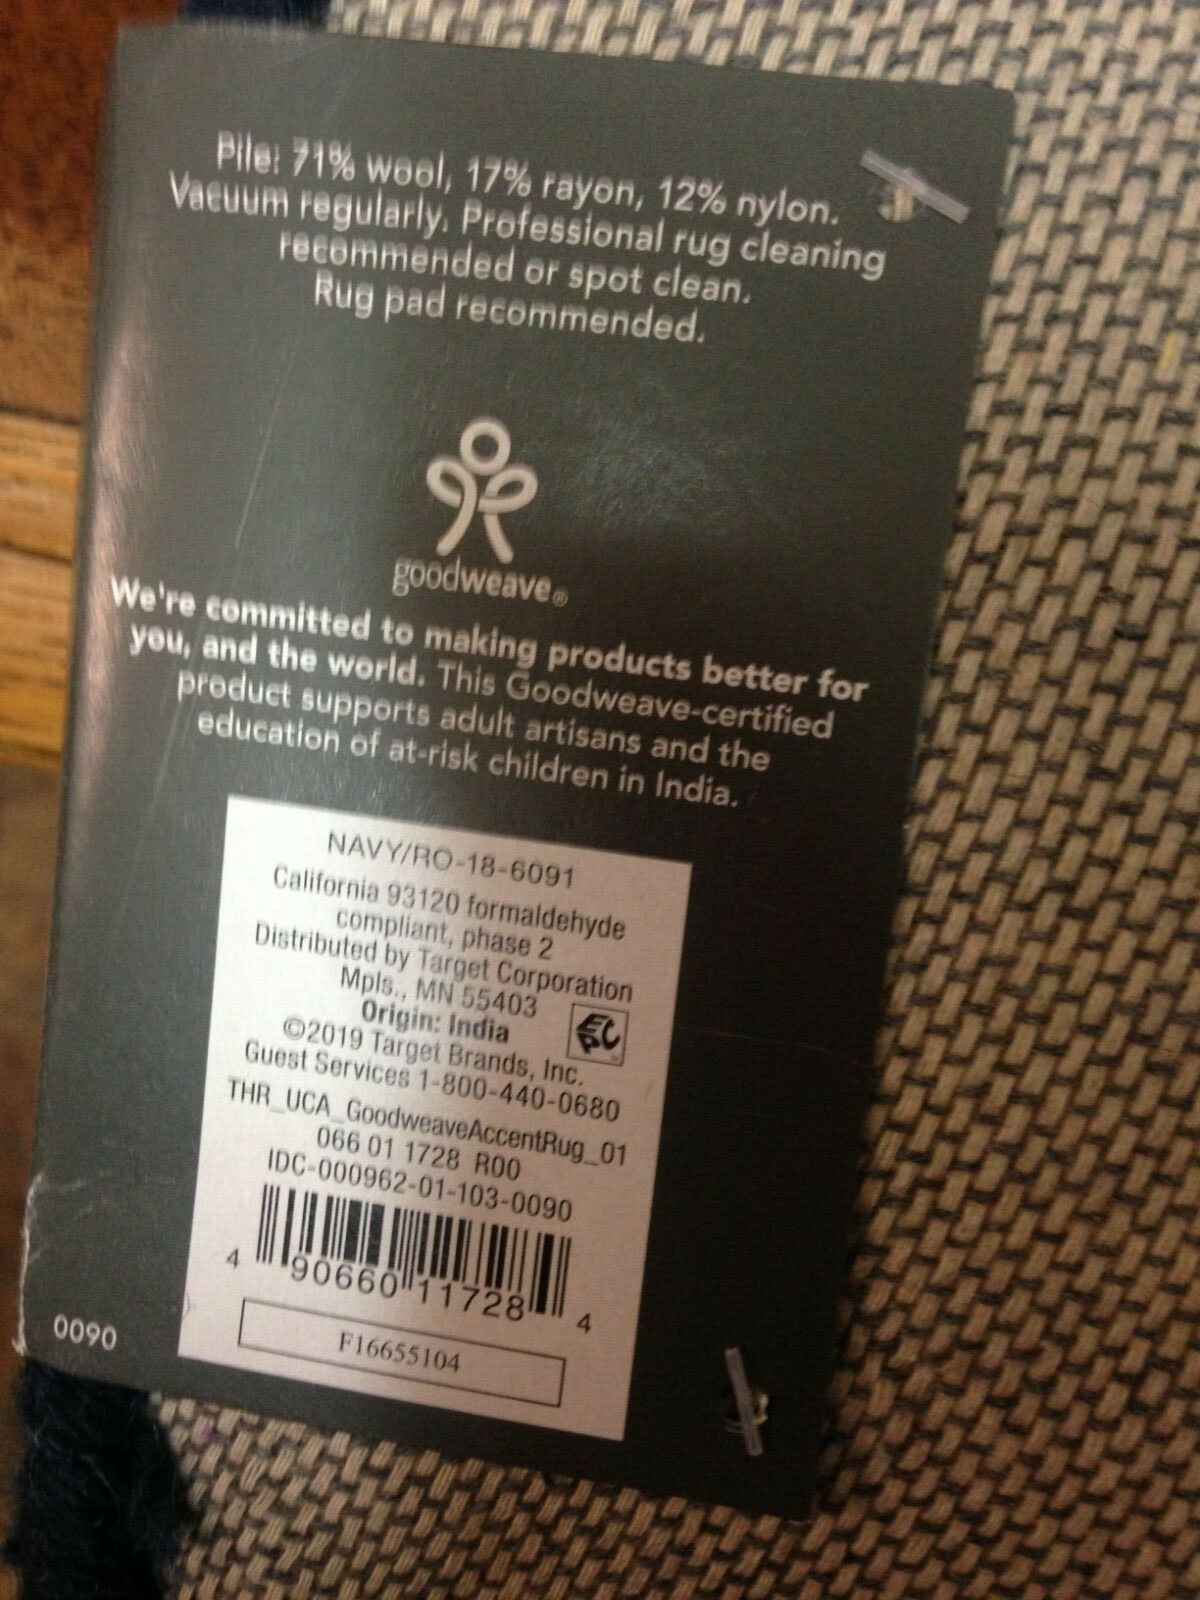 Pile: 71% wool, 17% rayon, 12% nylon.
Vacuum regularly. Professional rug cleaning
recommended or spot clean.
Rug pad recommended.
goodweave®
We're committed to making products better for
you, and the world. This Goodweave-certified
product supports adult artisans and the
education of at-risk children in India.
NAVY/RO-18-6091
California 93120 formaldehyde
compliant, phase 2
Distributed by Target Corporation
Mpls., MN 55403
Origin: India
EPC™
©2019 Target Brands, Inc.
Guest Services 1-800-440-0680
THR_UCA_GoodweaveAccentRug_01
066 01 1728 R00
IDC-000962-01-103-0090
4 90660 11728 4
F16655104
0090